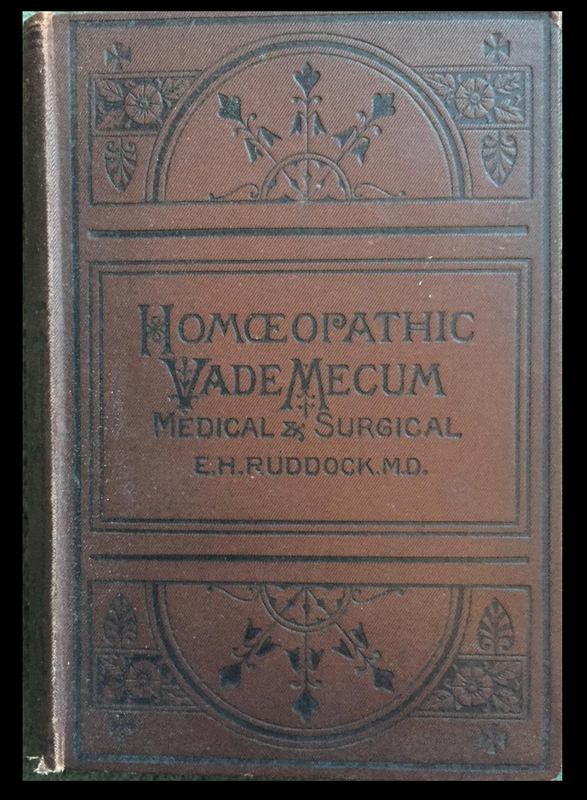 HOMŒOPATHIC
VADE MECUM
MEDICAL & SURGICAL
E.H.RUDDOCK.M.D.